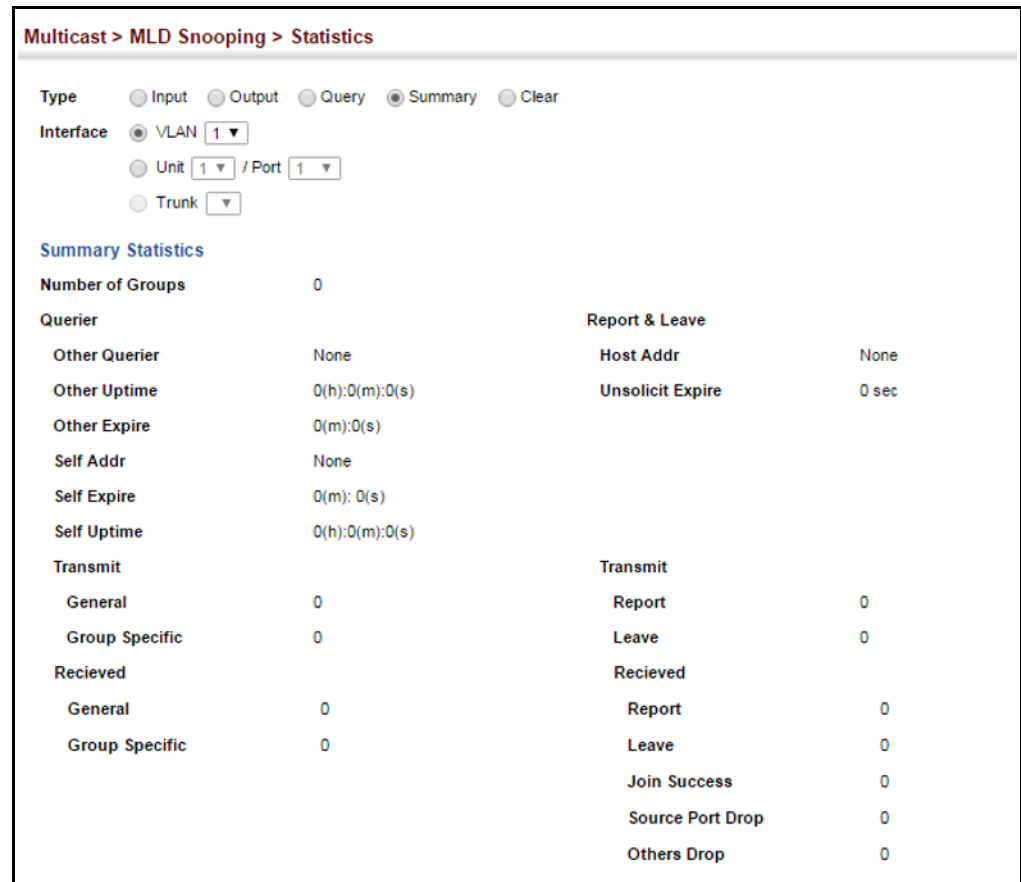 Multicast > MLD Snooping > Statistics
Type Input Output Query Summary Clear
Interface VLAN 1
Unit 1 / Port 1
Trunk
Summary Statistics
Number of Groups 0
Querier Report & Leave
Other Querier None Host Addr None
Other Uptime 0(h):0(m):0(s) Unsolicit Expire 0 sec
Other Expire 0(m):0(s)
Self Addr None
Self Expire 0(m): 0(s)
Self Uptime 0(h):0(m):0(s)
Transmit Transmit
General 0 Report 0
Group Specific 0 Leave 0
Recieved Recieved
General 0 Report 0
Group Specific 0 Leave 0
Join Success 0
Source Port Drop 0
Others Drop 0